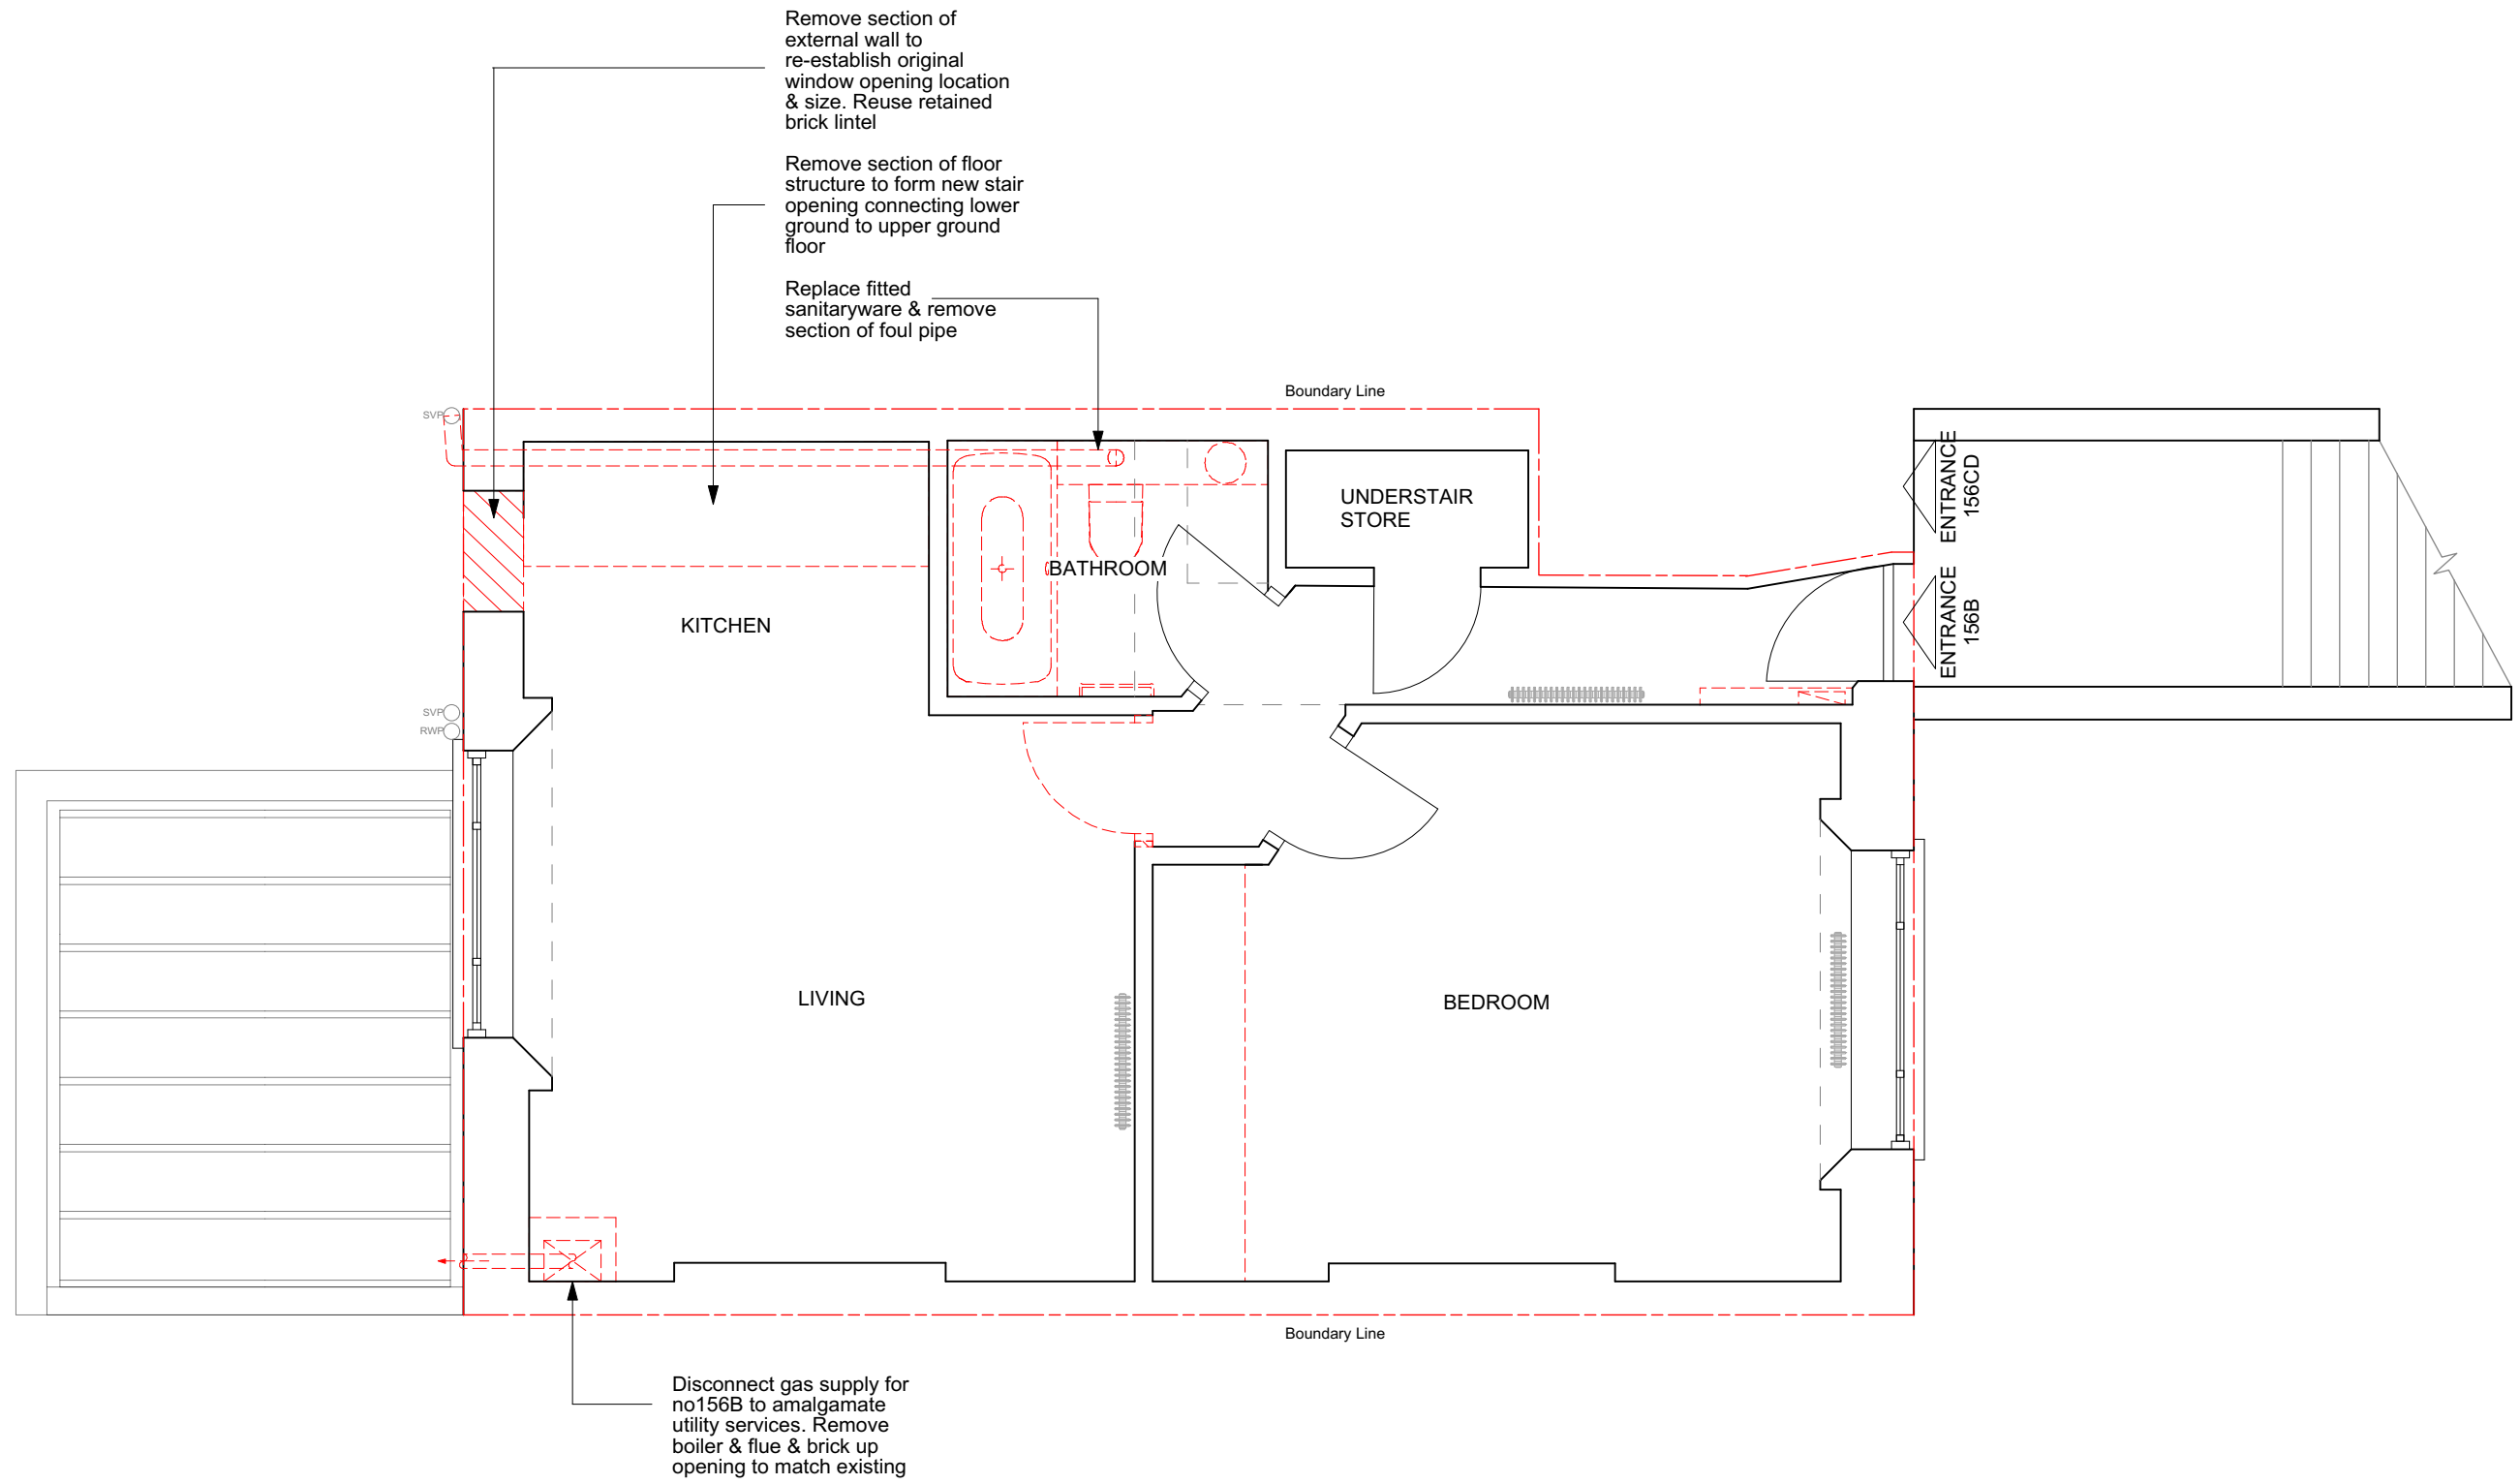 Remove section of
external wall to
re-establish original
window opening location
& size. Reuse retained
brick lintel
Remove section of floor
structure to form new stair
opening connecting lower
ground to upper ground
floor
Replace fitted
sanitaryware & remove
section of foul pipe
Boundary Line
SVP
ENTRANCE
156CD
UNDERSTAIR
STORE
BATHROOM
KITCHEN
ENTRANCE
156B
SVP
RWP
LIVING
BEDROOM
Boundary Line
Disconnect gas supply for
no156B to amalgamate
utility services. Remove
boiler & flue & brick up
opening to match existing